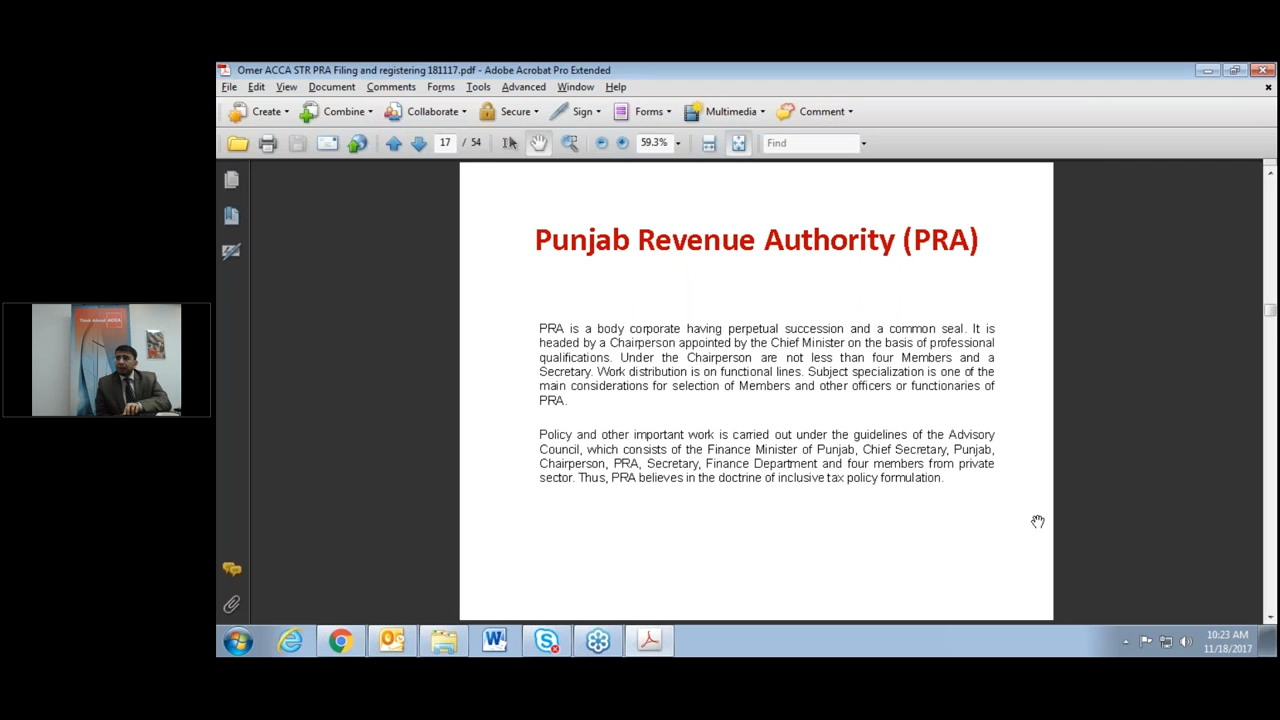 Omer ACCA STR PRA Filing and registering 181117.pdf - Adobe Acrobat Pro Extended
File Edit View Document Comments Forms Tools Advanced Window Help
Create Combine Collaborate Secure Sign Forms Multimedia Comment
17 / 54 59.3% Find
Punjab Revenue Authority (PRA)
PRA is a body corporate having perpetual succession and a common seal. It is
headed by a Chairperson appointed by the Chief Minister on the basis of professional
qualifications. Under the Chairperson are not less than four Members and a
Secretary. Work distribution is on functional lines. Subject specialization is one of the
main considerations for selection of Members and other officers or functionaries of
PRA.
Policy and other important work is carried out under the guidelines of the Advisory
Council, which consists of the Finance Minister of Punjab, Chief Secretary, Punjab,
Chairperson, PRA, Secretary, Finance Department and four members from private
sector. Thus, PRA believes in the doctrine of inclusive tax policy formulation.
Think Ahead ACCA
10:23 AM
11/18/2017